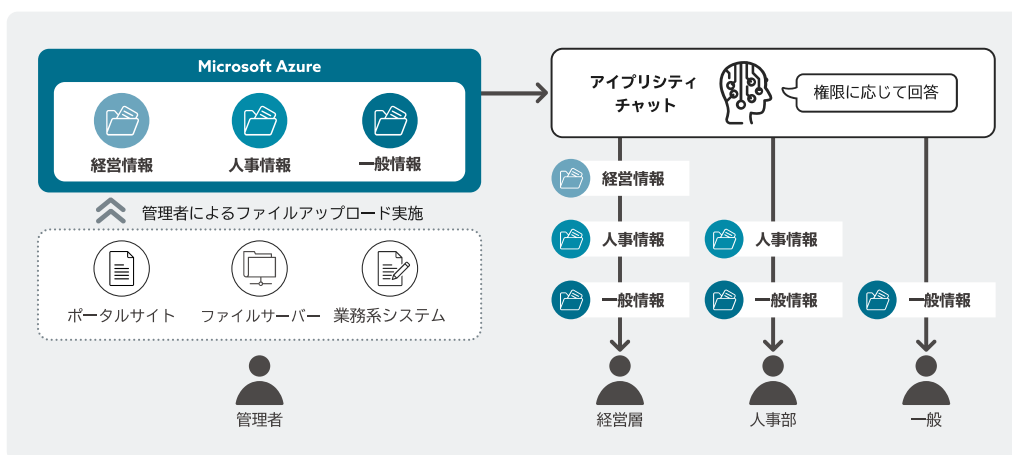 Microsoft Azure
経営情報
人事情報
一般情報
管理者によるファイルアップロード実施
ポータルサイト
ファイルサーバー
業務系システム
管理者
アイプリシティ
チャット
権限に応じて回答
経営情報
人事情報
人事情報
一般情報
一般情報
一般情報
経営層
人事部
一般